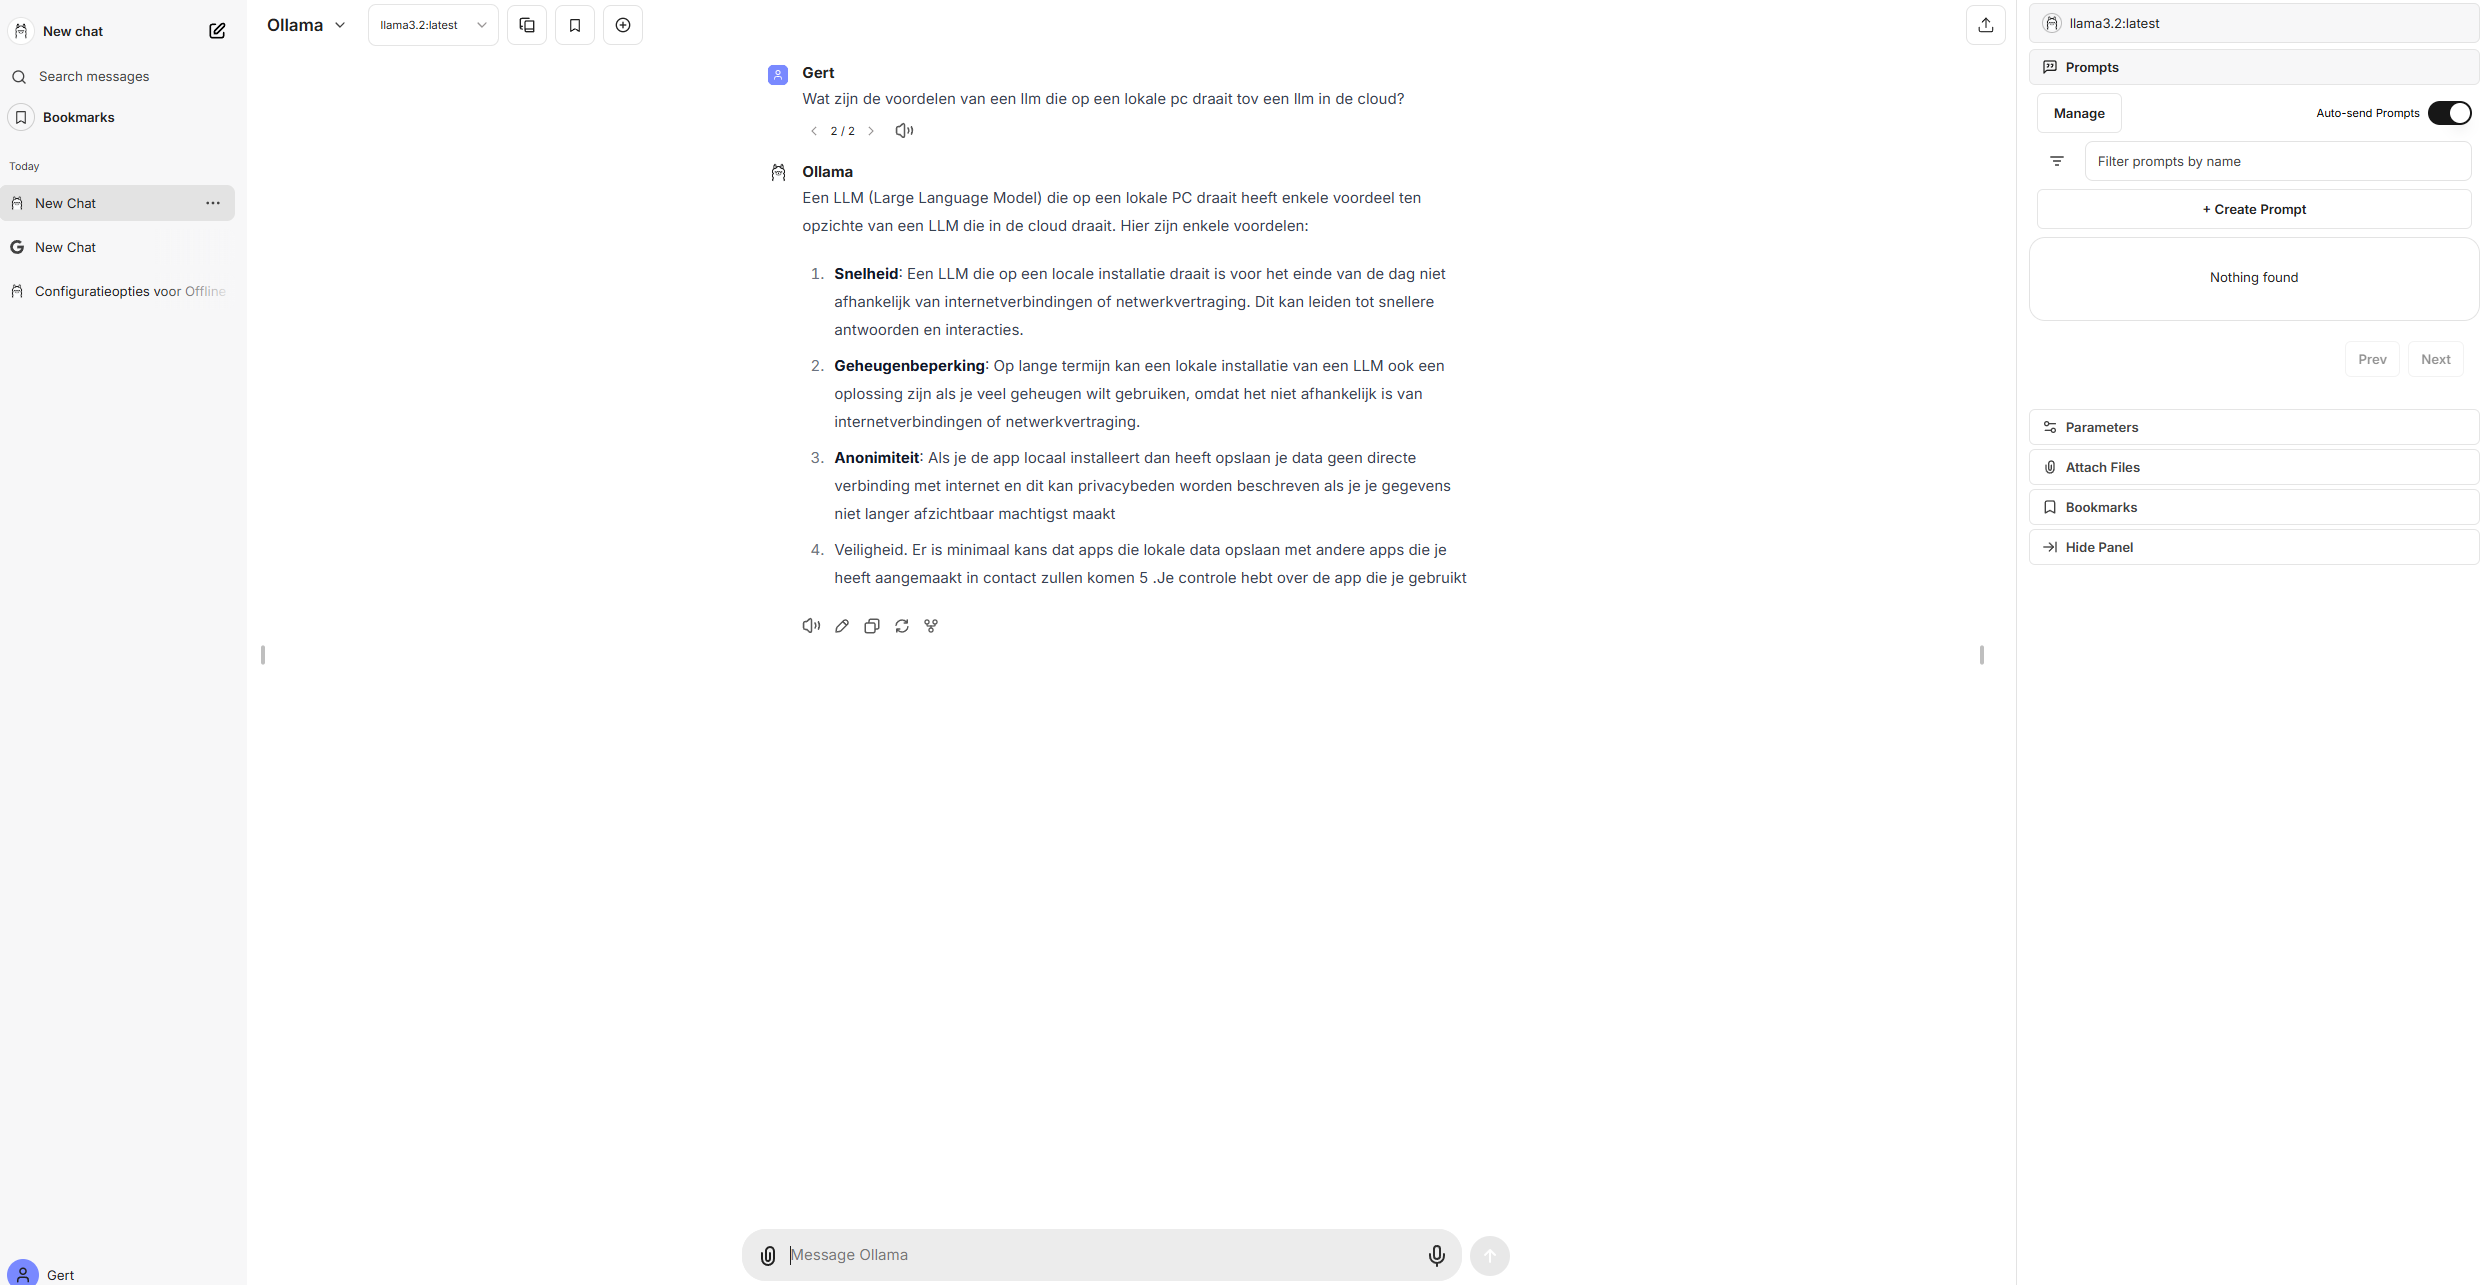 New chat
Search messages
Bookmarks
Today
New Chat
New Chat
Configuratieopties voor Offline
Gert
Ollama
llama3.2:latest
Gert
Wat zijn de voordelen van een llm die op een lokale pc draait tov een llm in de cloud?
2 / 2
Ollama
Een LLM (Large Language Model) die op een lokale PC draait heeft enkele voordeel ten
opzichte van een LLM die in de cloud draait. Hier zijn enkele voordelen:
1. Snelheid: Een LLM die op een locale installatie draait is voor het einde van de dag niet
afhankelijk van internetverbindingen of netwerkvertraging. Dit kan leiden tot snellere
antwoorden en interacties.
2. Geheugenbeperking: Op lange termijn kan een lokale installatie van een LLM ook een
oplossing zijn als je veel geheugen wilt gebruiken, omdat het niet afhankelijk is van
internetverbindingen of netwerkvertraging.
3. Anonimiteit: Als je de app locaal installeert dan heeft opslaan je data geen directe
verbinding met internet en dit kan privacybeden worden beschreven als je je gegevens
niet langer afzichtbaar machtigst maakt
4. Veiligheid. Er is minimaal kans dat apps die lokale data opslaan met andere apps die je
heeft aangemaakt in contact zullen komen 5 .Je controle hebt over de app die je gebruikt
Message Ollama
llama3.2:latest
Prompts
Manage
Auto-send Prompts
Filter prompts by name
+ Create Prompt
Nothing found
Prev Next
Parameters
Attach Files
Bookmarks
Hide Panel